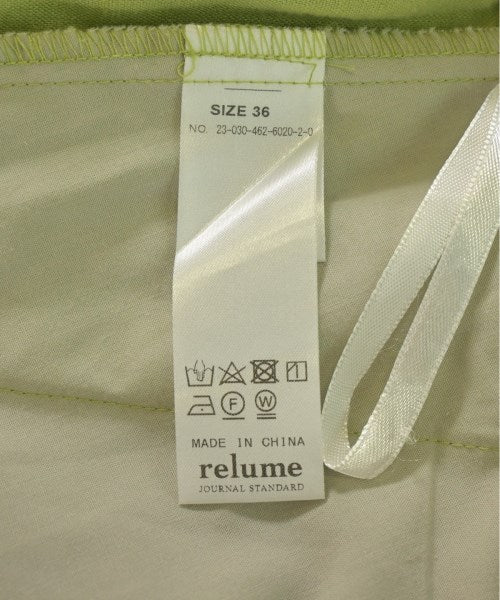 SIZE 36
NO. 23-030-462-6020-2-0
F W
MADE IN CHINA
relume
JOURNAL STANDARD